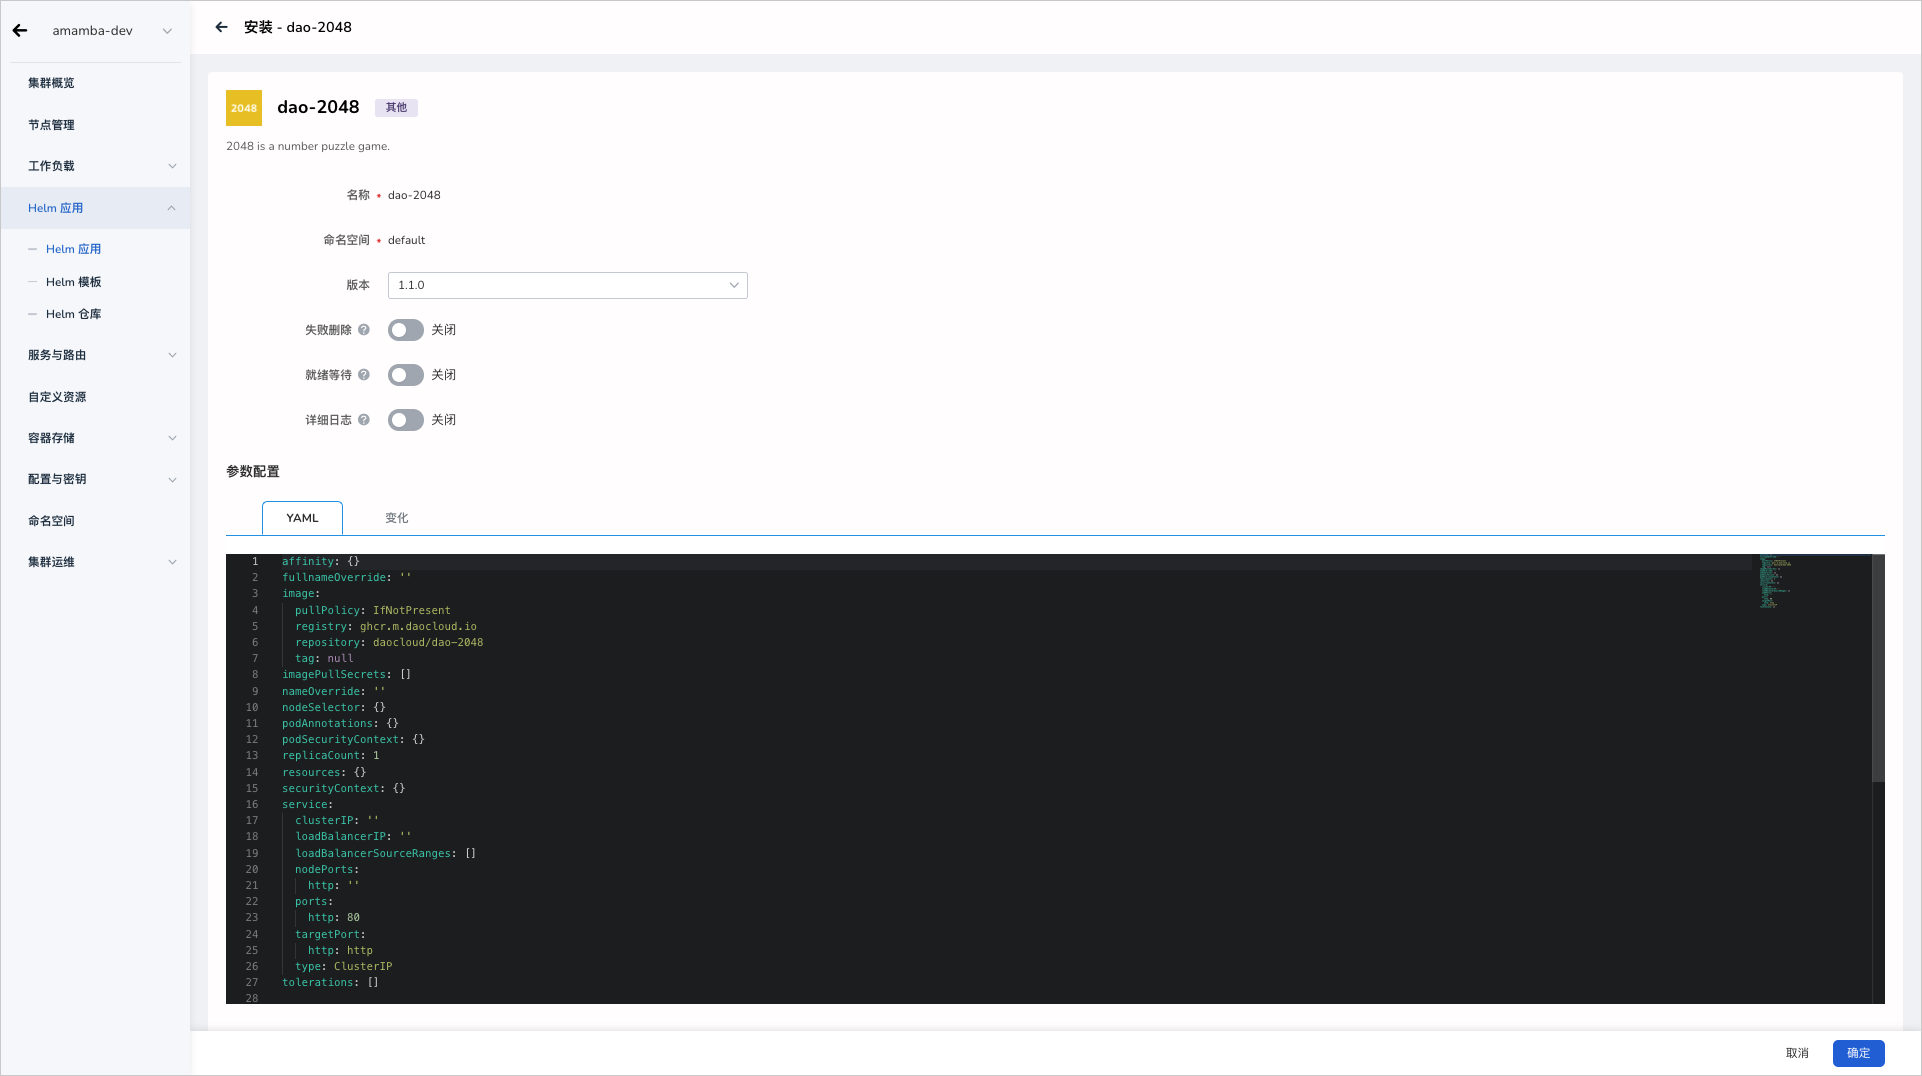 amamba-dev
集群概览
节点管理
工作负载
Helm 应用
Helm 应用
Helm 模板
Helm 仓库
服务与路由
自定义资源
容器存储
配置与密钥
命名空间
集群运维
安装 - dao-2048
2048
dao-2048
其他
2048 is a number puzzle game.
名称 • dao-2048
命名空间 • default
版本 1.1.0
失败删除 ? 关闭
就绪等待 ? 关闭
详细日志 ? 关闭
参数配置
YAML 变化
1 affinity: {}
2 fullnameOverride: ''
3 image:
4 pullPolicy: IfNotPresent
5 registry: ghcr.m.daocloud.io
6 repository: daocloud/dao-2048
7 tag: null
8 imagePullSecrets: []
9 nameOverride: ''
10 nodeSelector: {}
11 podAnnotations: {}
12 podSecurityContext: {}
13 replicaCount: 1
14 resources: {}
15 securityContext: {}
16 service:
17 clusterIP: ''
18 loadBalancerIP: ''
19 loadBalancerSourceRanges: []
20 nodePorts:
21 http: ''
22 ports:
23 http: 80
24 targetPort:
25 http: http
26 type: ClusterIP
27 tolerations: []
28
取消 确定